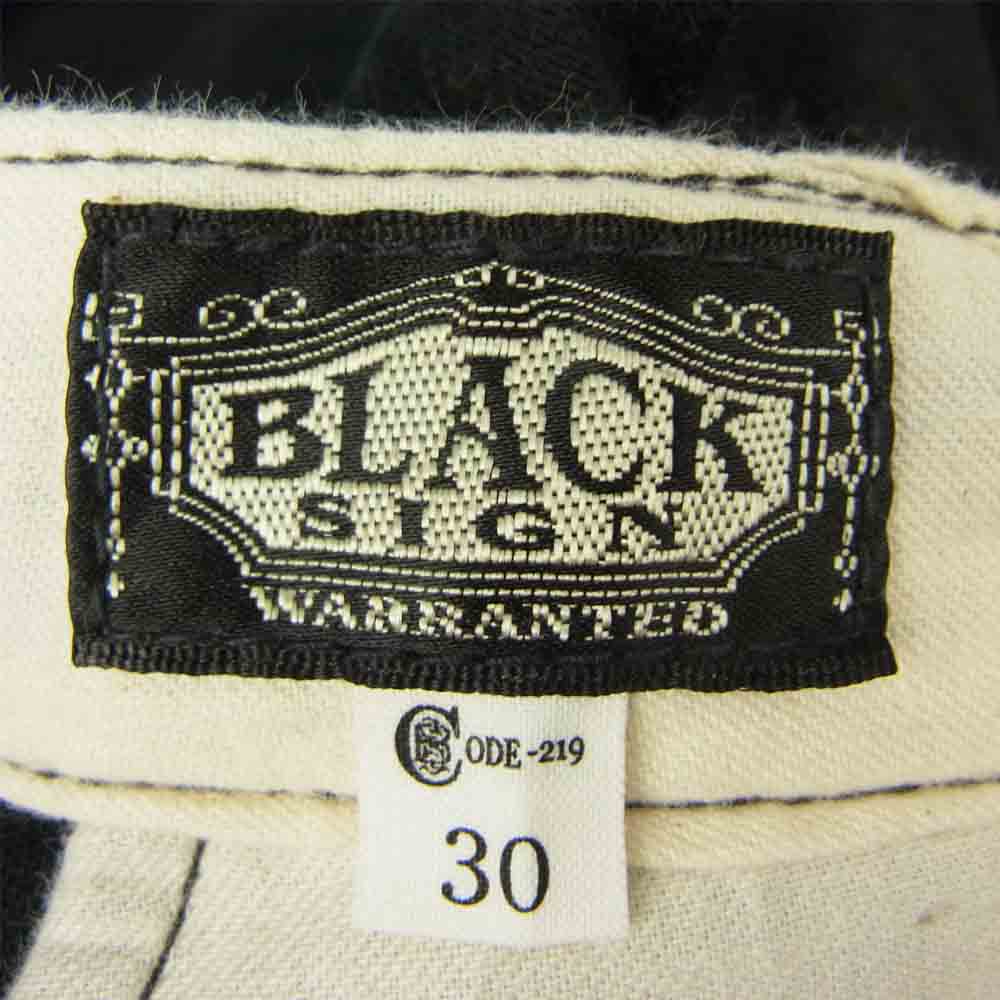 BLACK
SIGN
WARRANTED
CODE-219
30